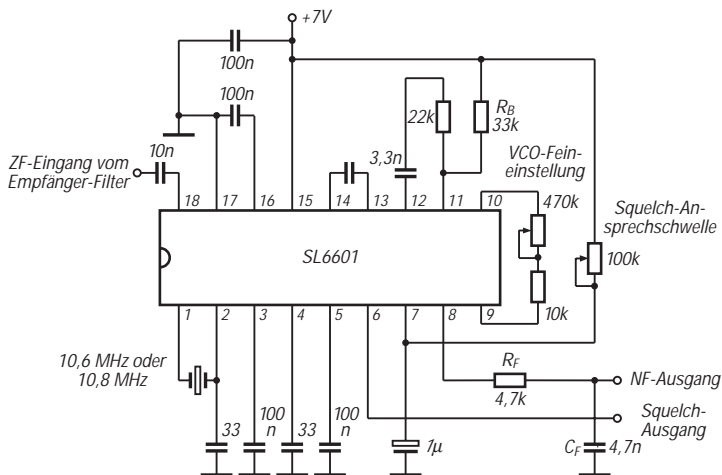 +7V
100n
100n
22k
R_B
33k
ZF-Eingang vom
Empfänger-Filter
10n
3,3n
VCO-Fein-
einstellung
18
17
16
15
14
13
12
11
10
470k
Squelch-An-
sprechschwelle
SL6601
100k
10k
1
2
3
4
5
6
7
8
9
10,6 MHz oder
10,8 MHz
R_F
4,7k
NF-Ausgang
Squelch-
Ausgang
33
100
n
33
100
n
1µ
C_F
4,7n